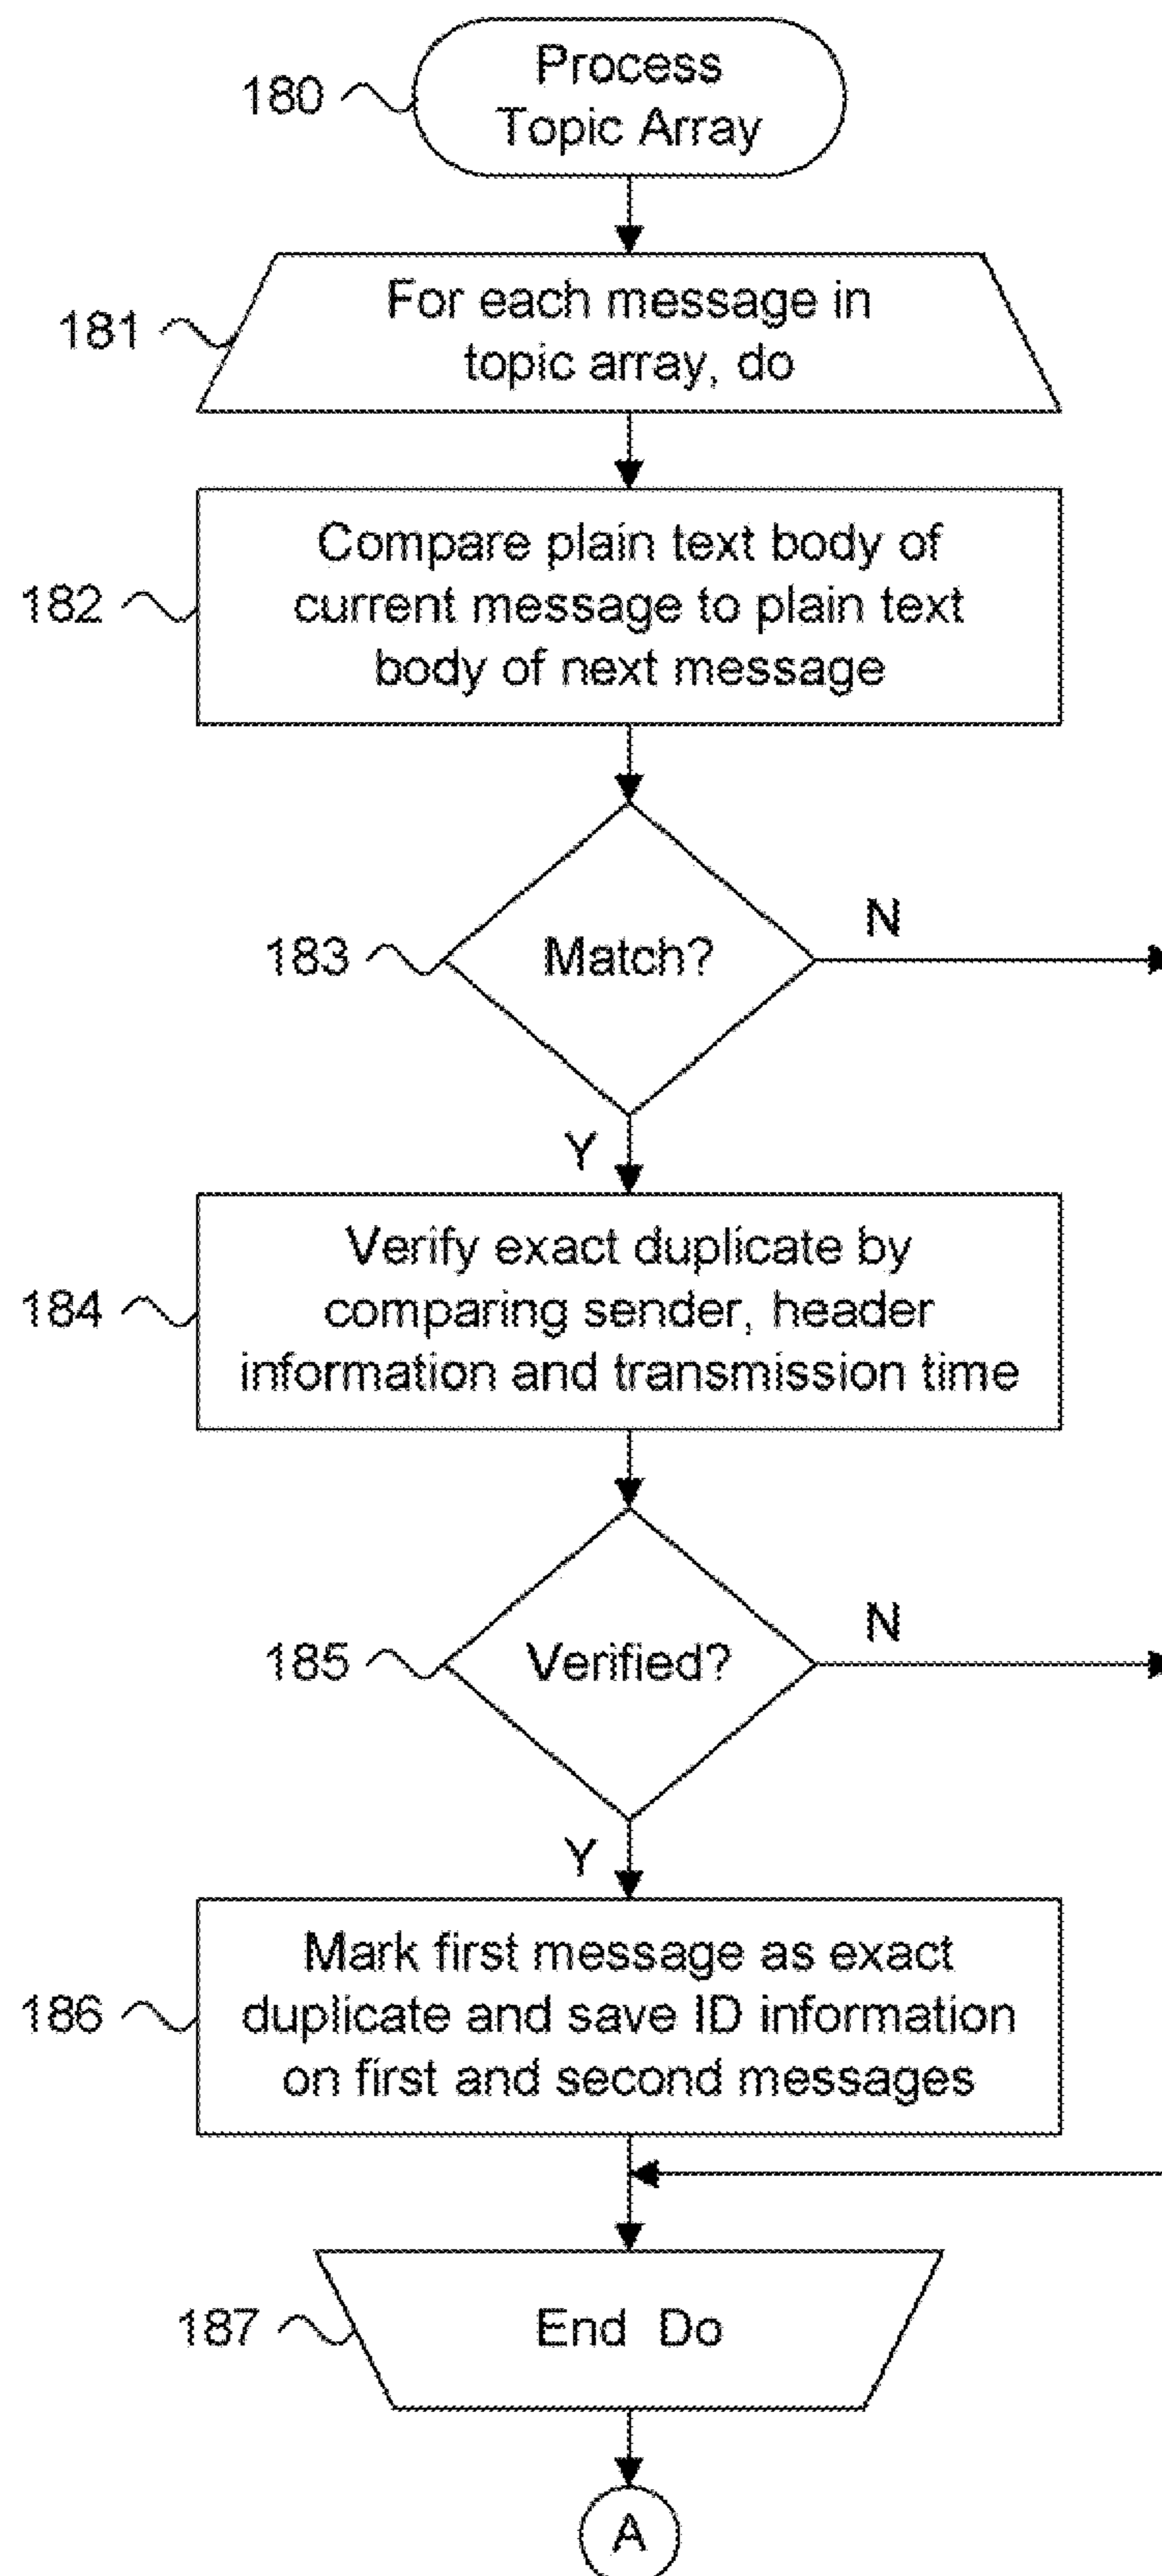 180
Process
Topic Array
181
For each message in
topic array, do
182
Compare plain text body of
current message to plain text
body of next message
183
Match?
N
Y
184
Verify exact duplicate by
comparing sender, header
information and transmission time
185
Verified?
N
Y
186
Mark first message as exact
duplicate and save ID information
on first and second messages
187
End Do
A